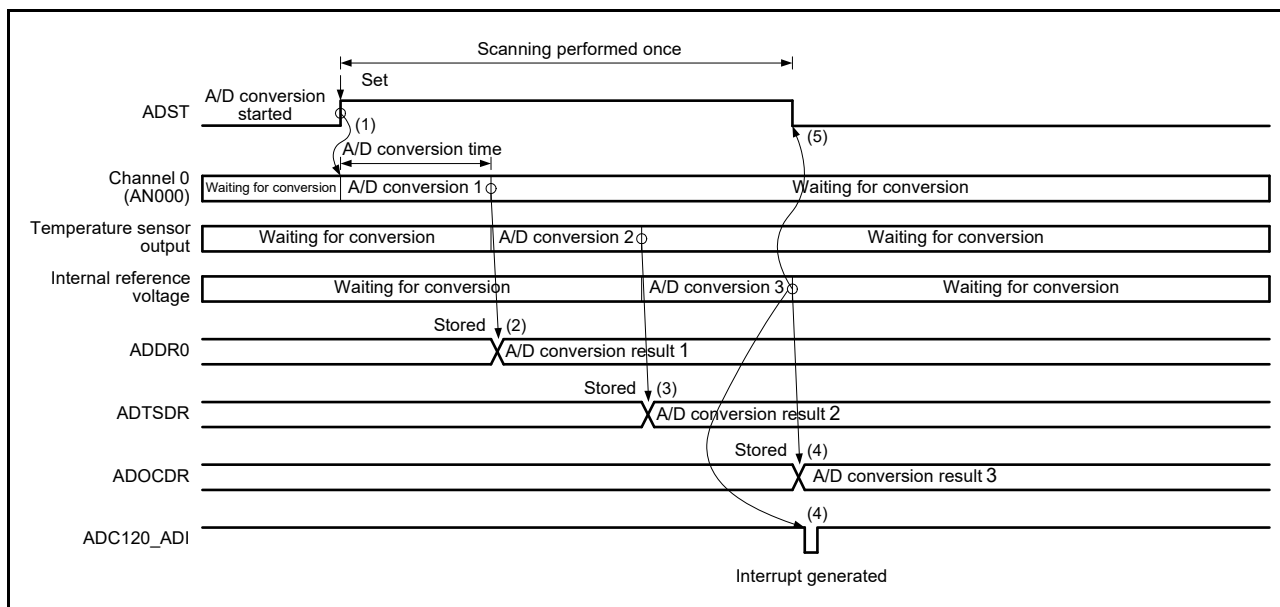 Scanning performed once
Set
ADST
A/D conversion
started
(1)
(5)
A/D conversion time
Channel 0
(AN000)
Waiting for conversion
A/D conversion 1
Waiting for conversion
Temperature sensor
output
Waiting for conversion
A/D conversion 2
Waiting for conversion
Internal reference
voltage
Waiting for conversion
A/D conversion 3
Waiting for conversion
Stored
(2)
ADDR0
A/D conversion result 1
Stored
(3)
ADTSDR
A/D conversion result 2
Stored
(4)
ADOCDR
A/D conversion result 3
(4)
ADC120_ADI
Interrupt generated